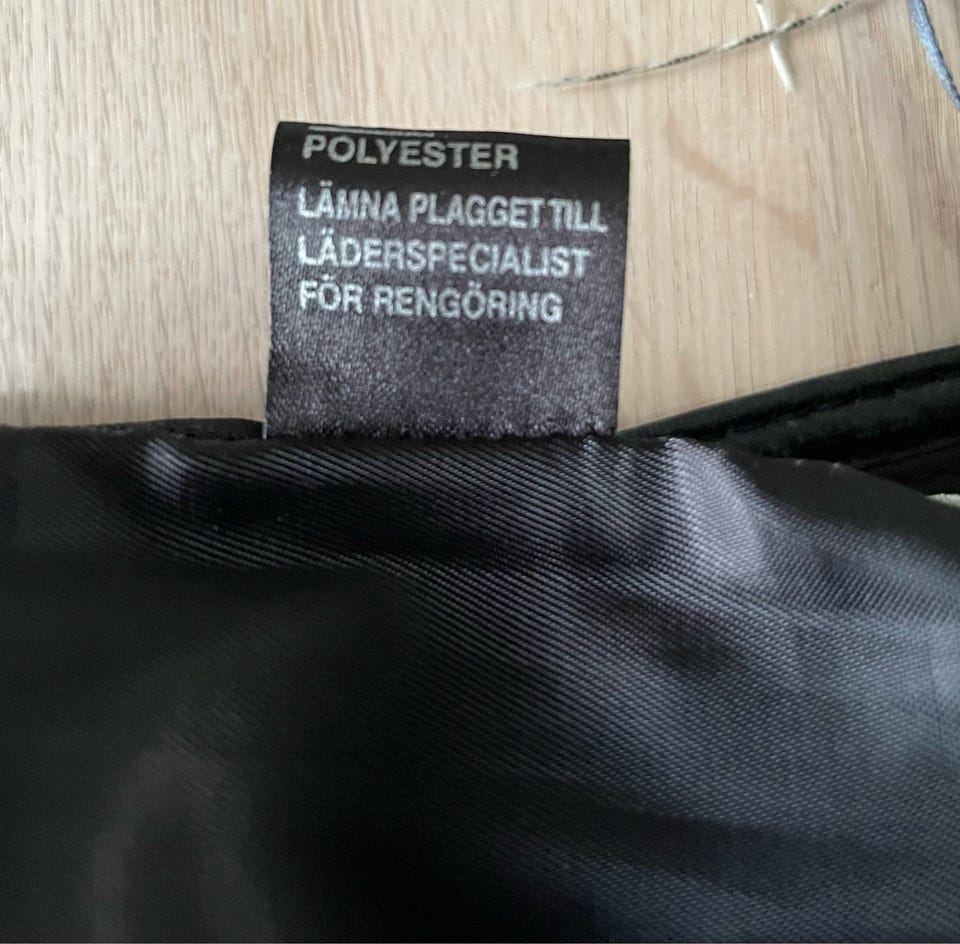 POLYESTER
LÄMNA PLAGGET TILL
LÄDERSPECIALIST
FÖR RENGÖRING